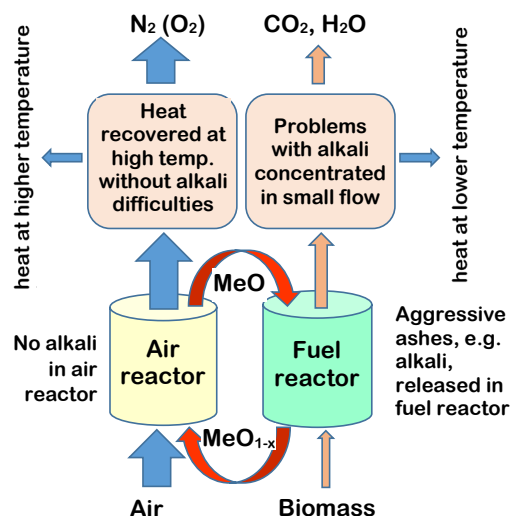 N₂ (O₂)
CO₂, H₂O
heat at higher temperature
Heat
recovered at
high temp.
without alkali
difficulties
Problems
with alkali
concentrated
in small flow
heat at lower temperature
MeO
No alkali
in air
reactor
Air
reactor
Fuel
reactor
Aggressive
ashes, e.g.
alkali,
released in
fuel reactor
MeO₁₋ₓ
Air
Biomass